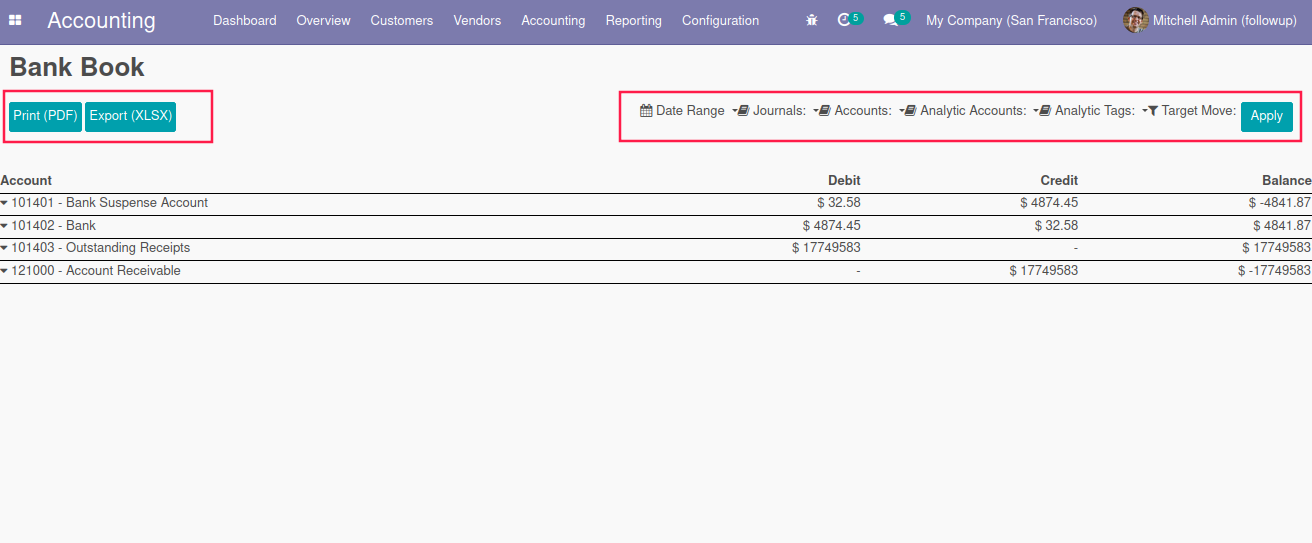 Accounting Dashboard Overview Customers Vendors Accounting Reporting Configuration 5 5 My Company (San Francisco) Mitchell Admin (followup)
Bank Book
Print (PDF) Export (XLSX) Date Range Journals: Accounts: Analytic Accounts: Analytic Tags: Target Move: Apply
Account Debit Credit Balance
101401 - Bank Suspense Account $ 32.58 $ 4874.45 $ -4841.87
101402 - Bank $ 4874.45 $ 32.58 $ 4841.87
101403 - Outstanding Receipts $ 17749583 - $ 17749583
121000 - Account Receivable - $ 17749583 $ -17749583